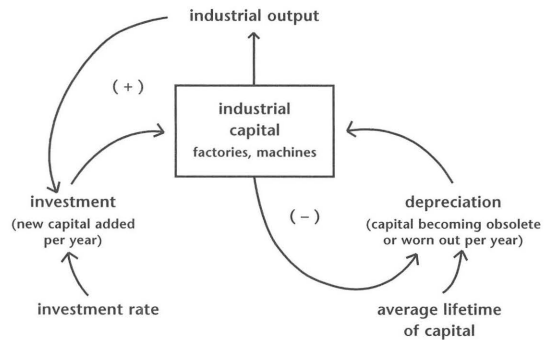 industrial output
(+)
industrial
capital
factories, machines
investment
(new capital added
per year)
(−)
depreciation
(capital becoming obsolete
or worn out per year)
investment rate
average lifetime
of capital